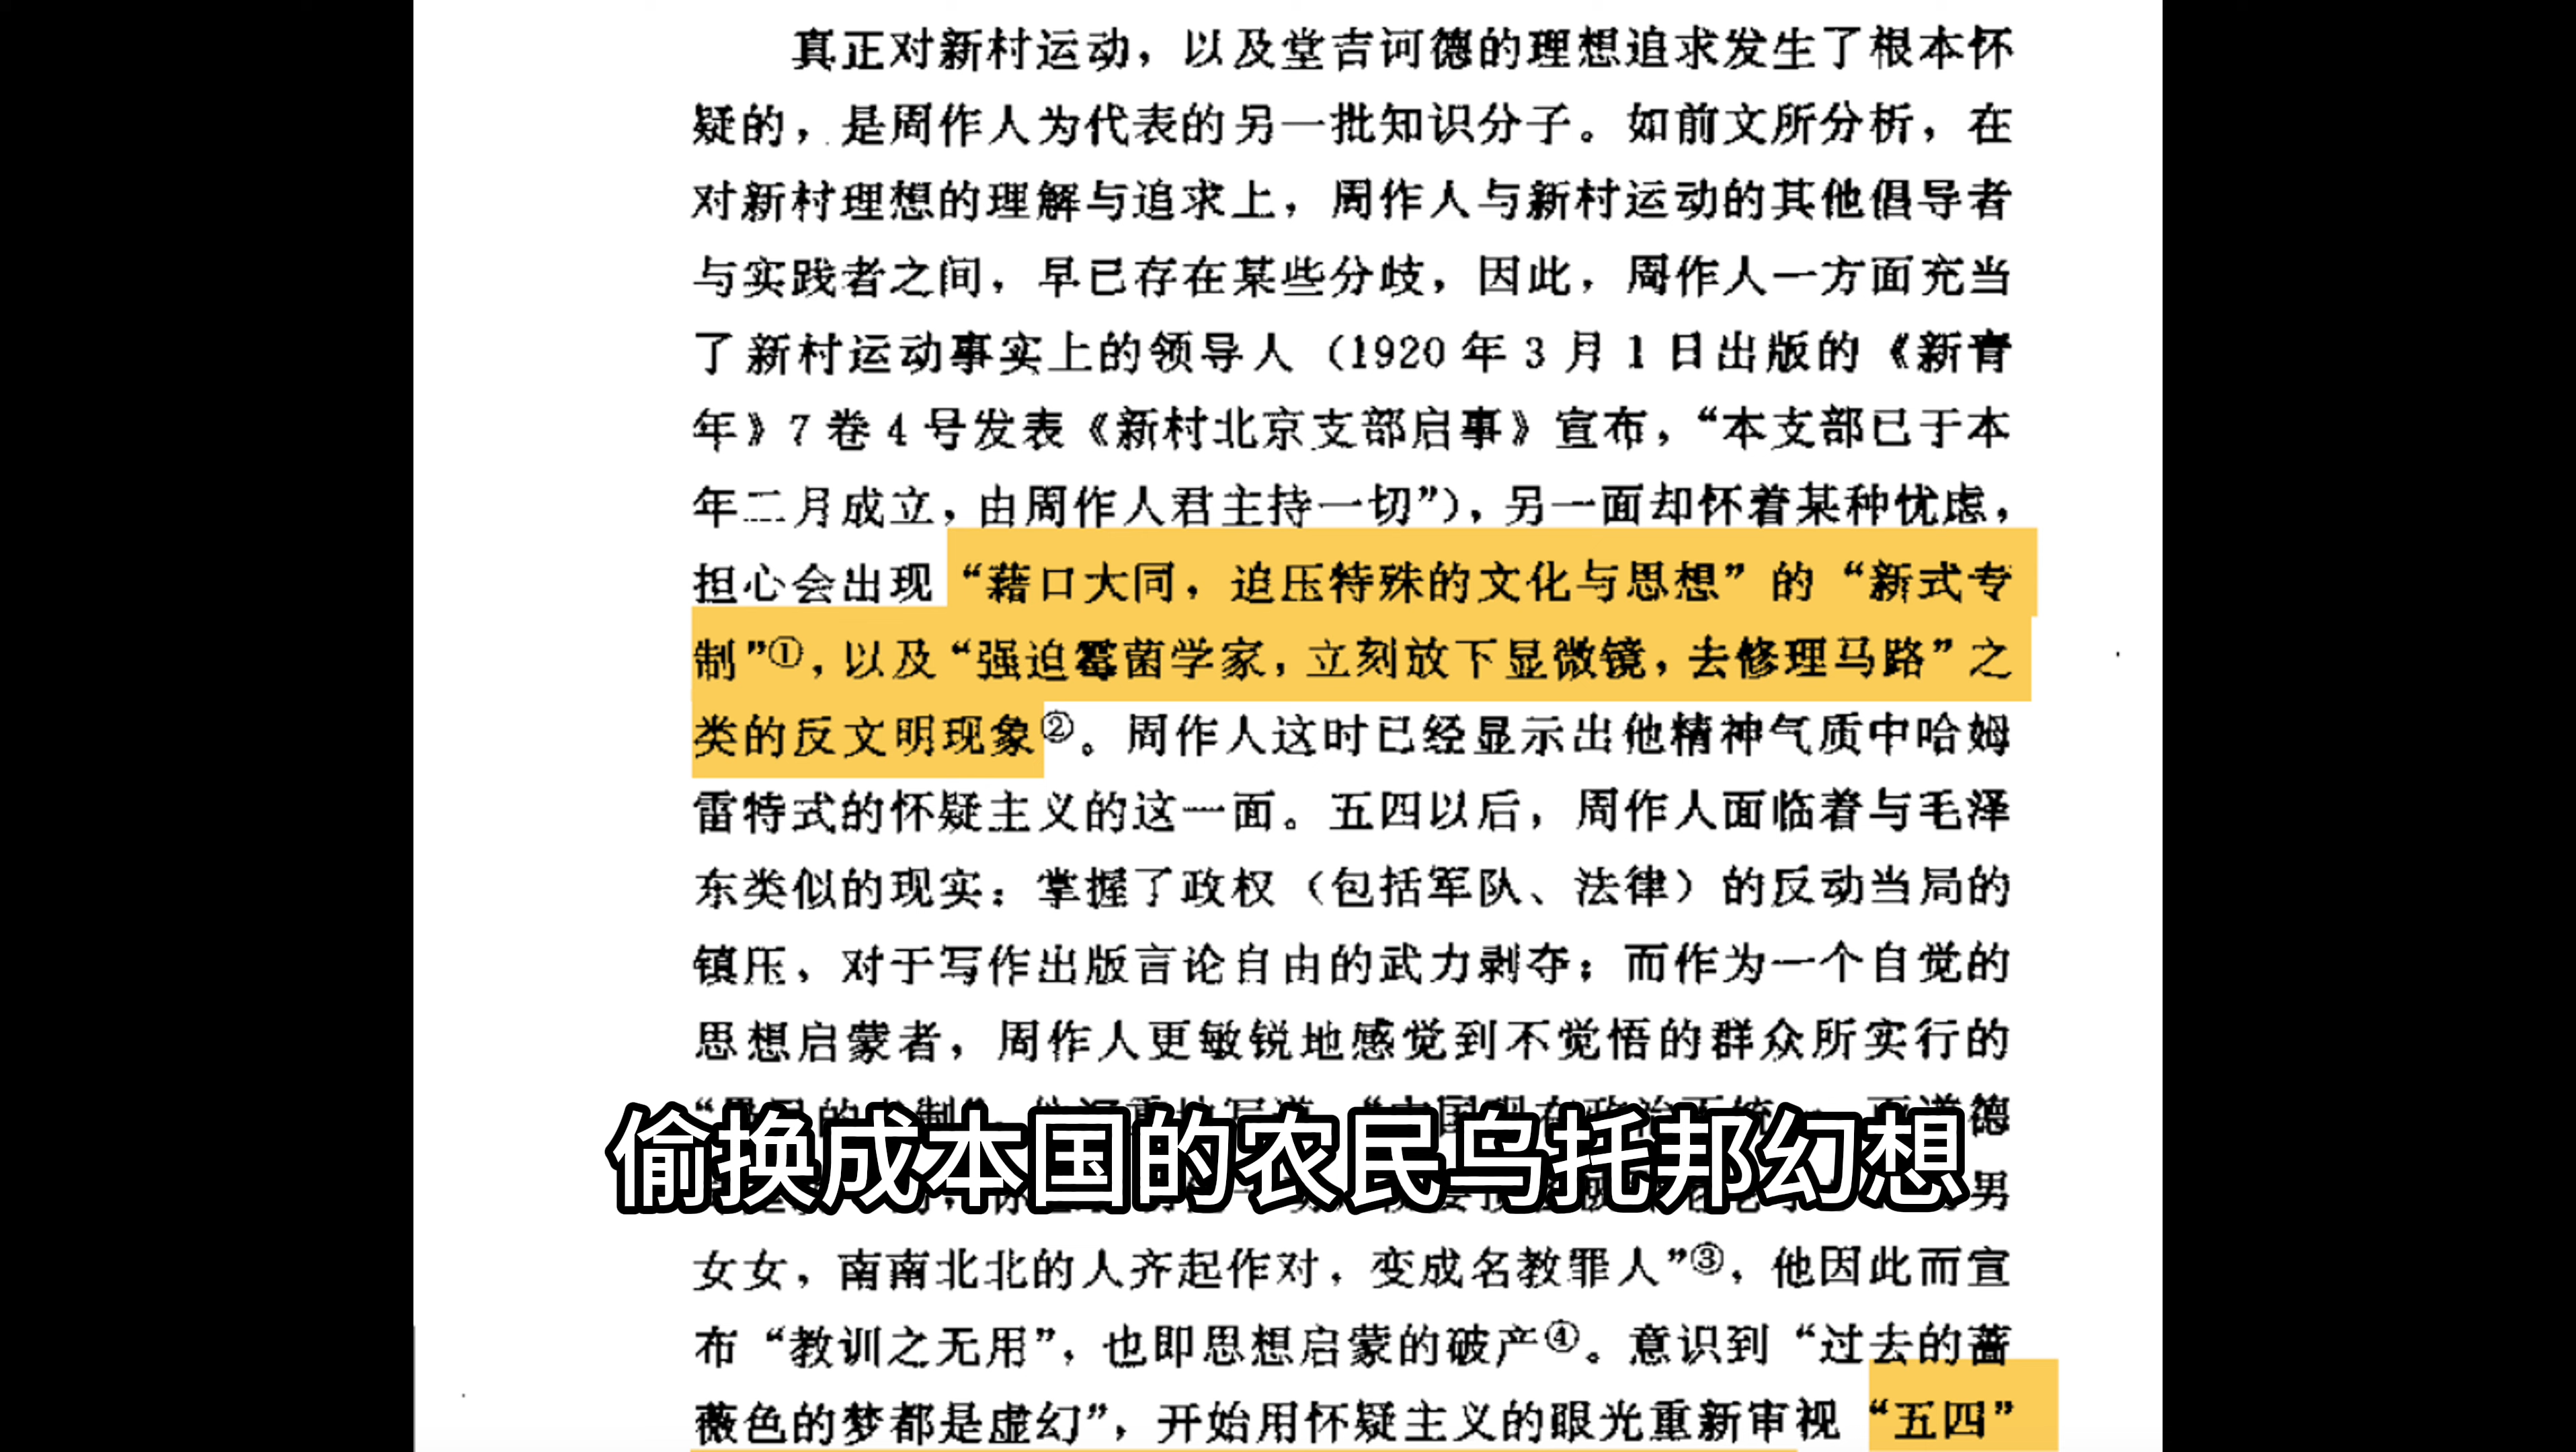 真正对新村运动，以及堂吉诃德的理想追求发生了根本怀
疑的，是周作人为代表的另一批知识分子。如前文所分析，在
对新村理想的理解与追求上，周作人与新村运动的其他倡导者
与实践者之间，早已存在某些分歧，因此，周作人一方面充当
了新村运动事实上的领导人（1920年3月1日出版的《新青
年》7卷4号发表《新村北京支部启事》宣布，“本支部已于本
年二月成立，由周作人君主持一切”），另一面却怀着某种忧虑，
担心会出现“藉口大同，迫压特殊的文化与思想”的“新式专
制”①，以及“强迫霉菌学家，立刻放下显微镜，去修理马路”之
类的反文明现象②。周作人这时已经显示出他精神气质中哈姆
雷特式的怀疑主义的这一面。五四以后，周作人面临着与毛泽
东类似的现实：掌握了政权（包括军队、法律）的反动当局的
镇压，对于写作出版言论自由的武力剥夺；而作为一个自觉的
思想启蒙者，周作人更敏锐地感觉到不觉悟的群众所实行的
偷换成本国的农民乌托邦幻想
男
女女，南南北北的人齐起作对，变成名教罪人”③，他因此而宣
布“教训之无用”，也即思想启蒙的破产④。意识到“过去的蔷
薇色的梦都是虚幻”，开始用怀疑主义的眼光重新审视“五四”